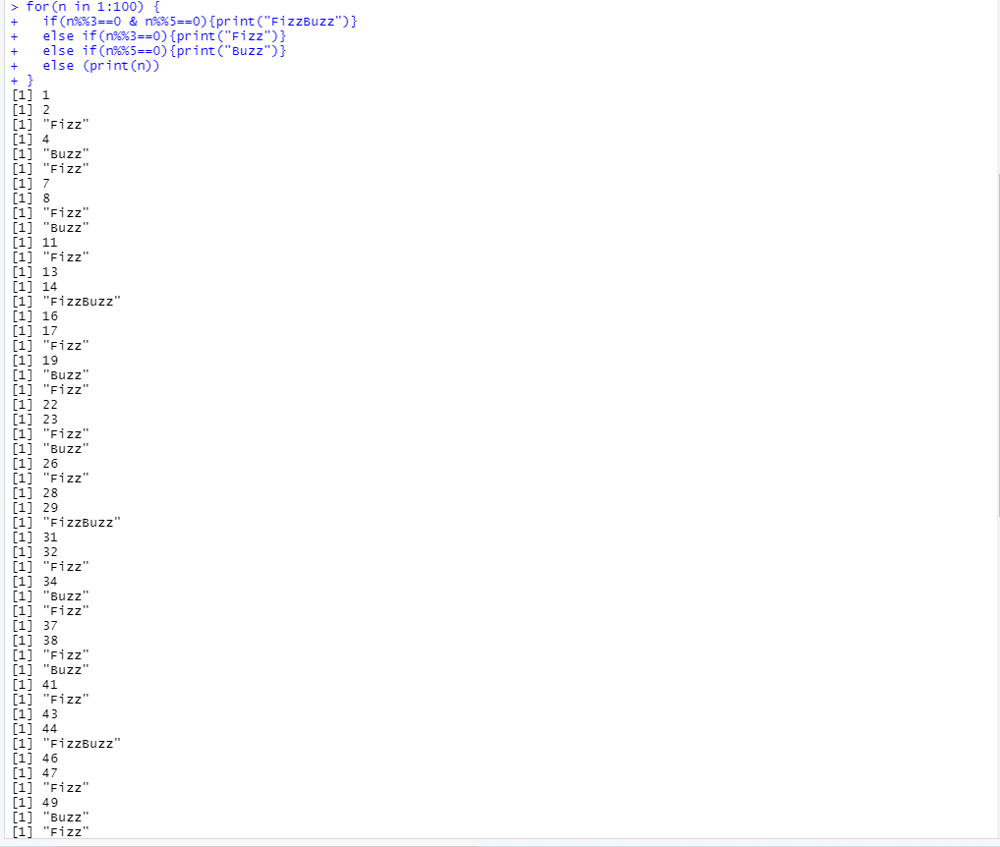 > for(n in 1:100) {
+   if(n%%3==0 & n%%5==0){print("FizzBuzz")}
+   else if(n%%3==0){print("Fizz")}
+   else if(n%%5==0){print("Buzz")}
+   else (print(n))
+ }
[1] 1
[1] 2
[1] "Fizz"
[1] 4
[1] "Buzz"
[1] "Fizz"
[1] 7
[1] 8
[1] "Fizz"
[1] "Buzz"
[1] 11
[1] "Fizz"
[1] 13
[1] 14
[1] "FizzBuzz"
[1] 16
[1] 17
[1] "Fizz"
[1] 19
[1] "Buzz"
[1] "Fizz"
[1] 22
[1] 23
[1] "Fizz"
[1] "Buzz"
[1] 26
[1] "Fizz"
[1] 28
[1] 29
[1] "FizzBuzz"
[1] 31
[1] 32
[1] "Fizz"
[1] 34
[1] "Buzz"
[1] "Fizz"
[1] 37
[1] 38
[1] "Fizz"
[1] "Buzz"
[1] 41
[1] "Fizz"
[1] 43
[1] 44
[1] "FizzBuzz"
[1] 46
[1] 47
[1] "Fizz"
[1] 49
[1] "Buzz"
[1] "Fizz"